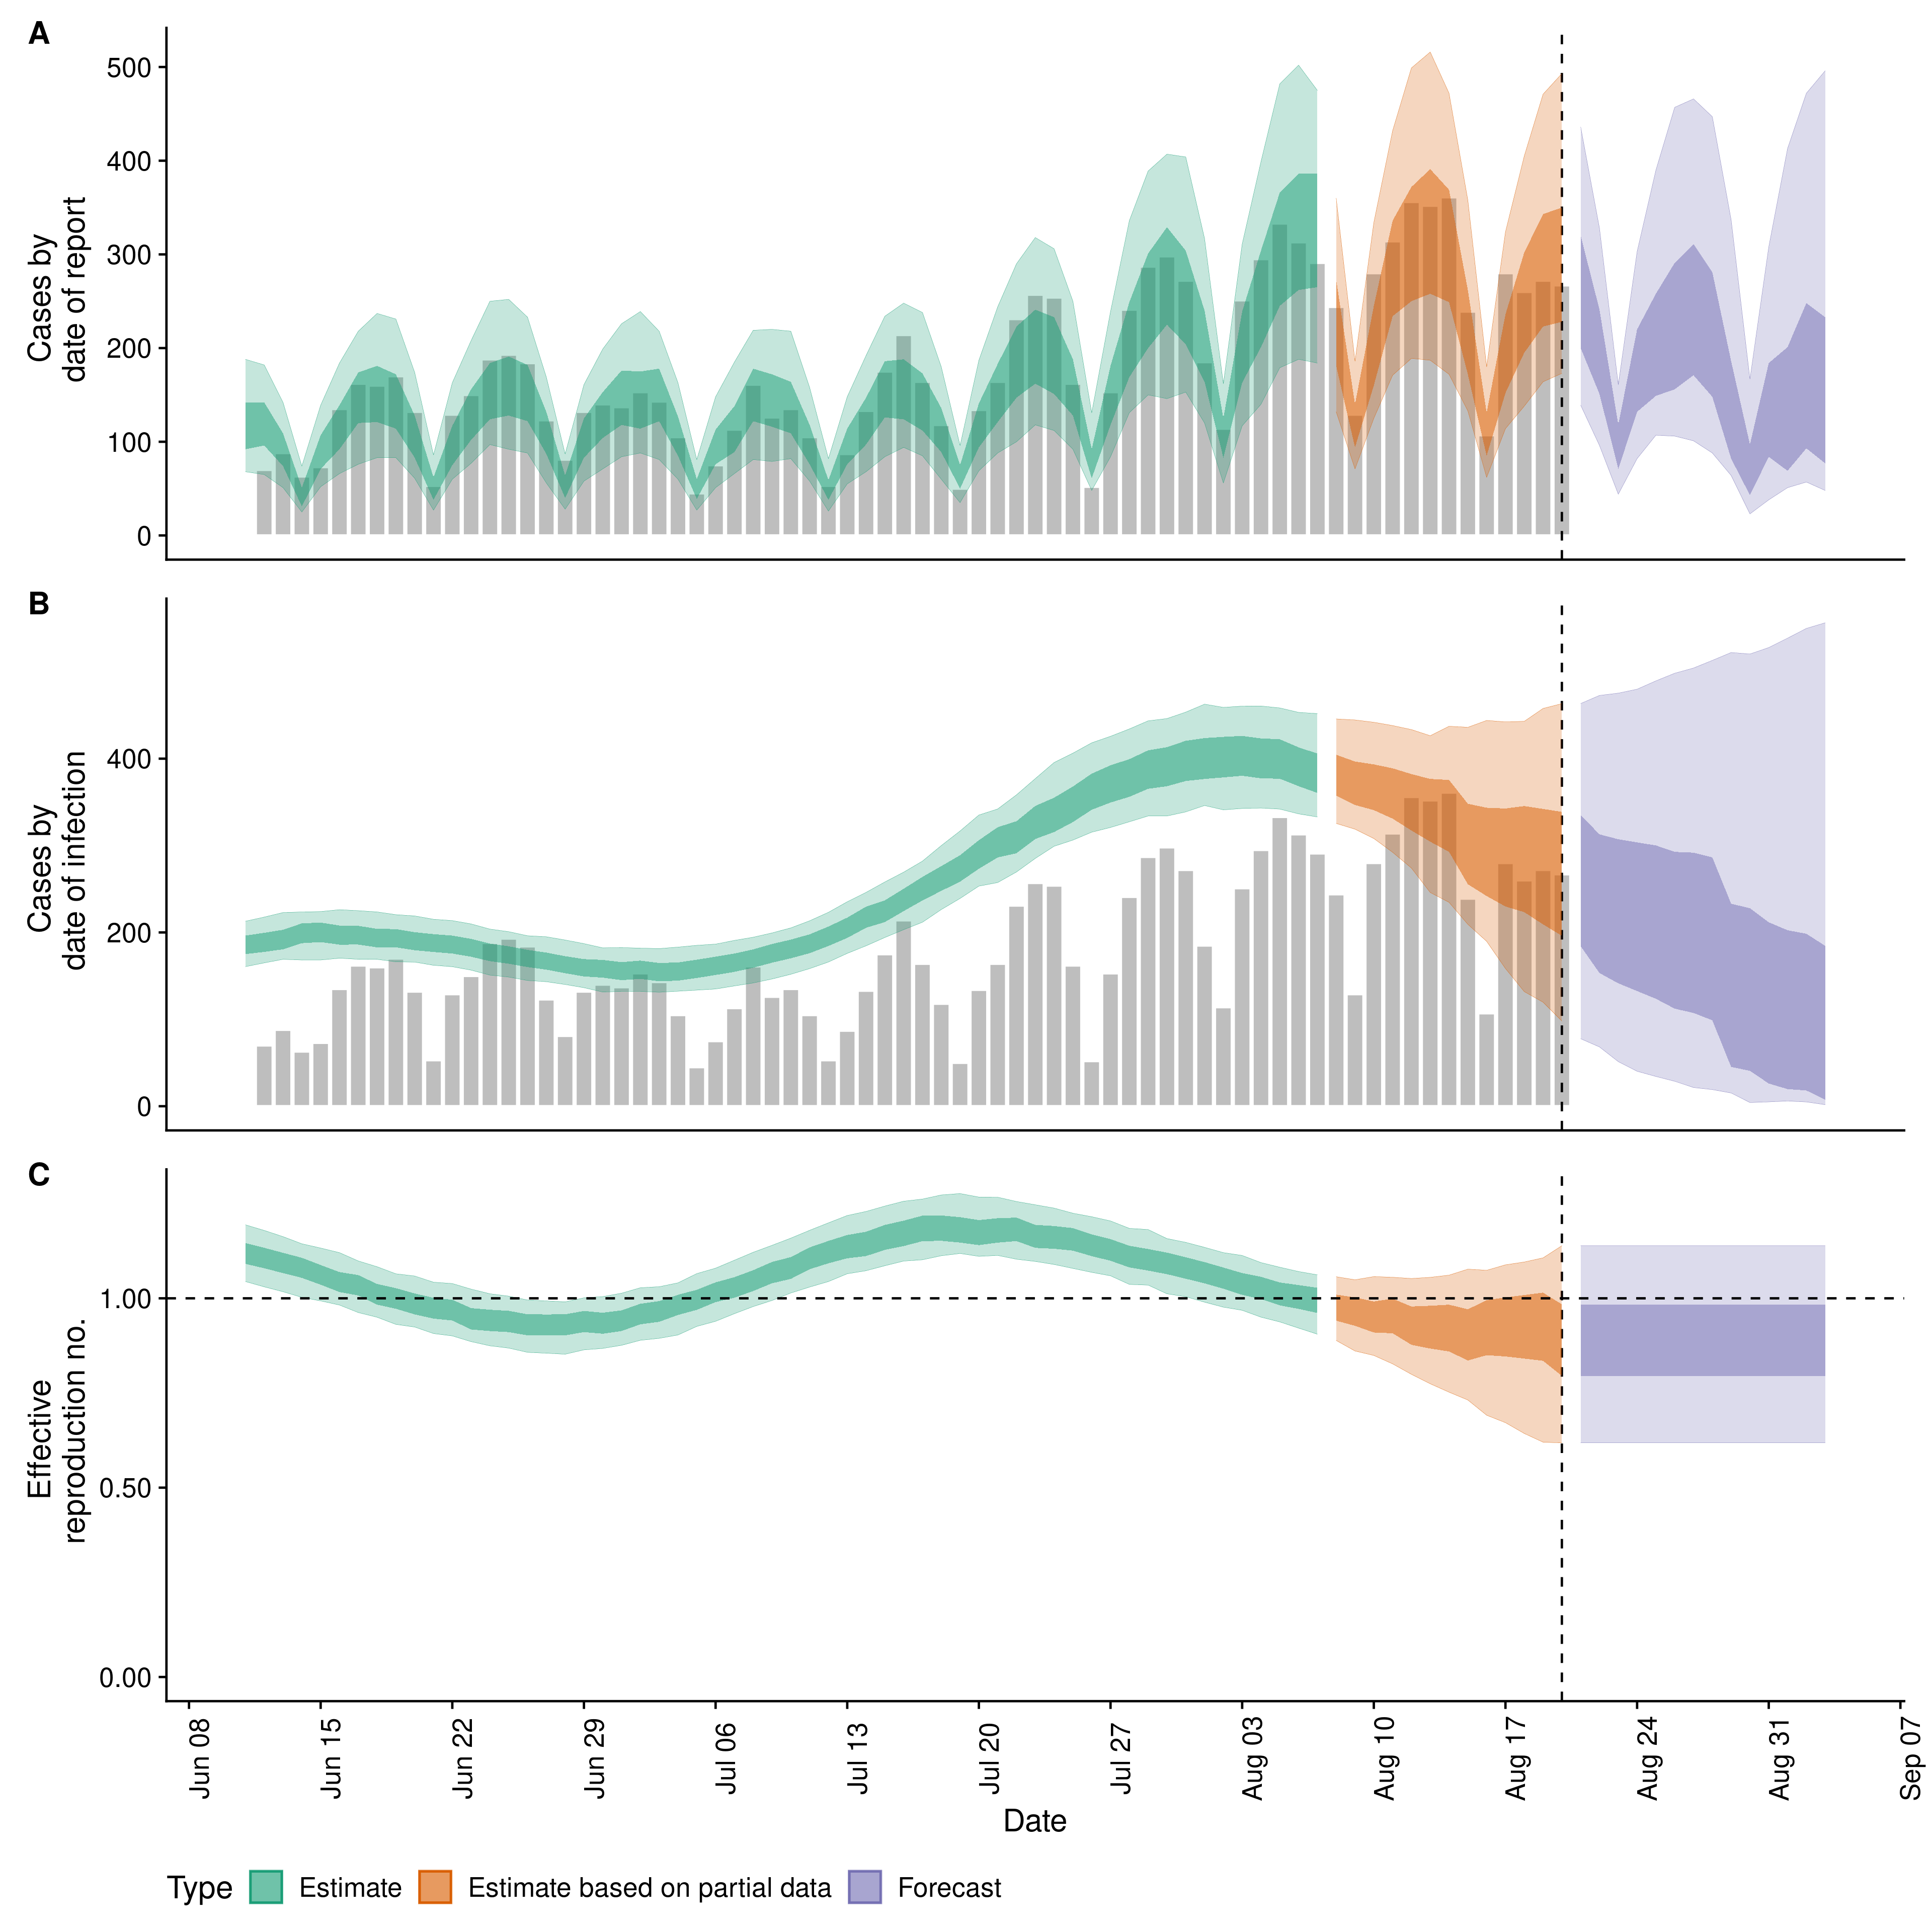 A
500
400
300
200
100
0
Cases by
date of report
B
400
200
0
Cases by
date of infection
C
1.00
0.50
0.00
Effective
reproduction no.
Jun 08
Jun 15
Jun 22
Jun 29
Jul 06
Jul 13
Jul 20
Jul 27
Aug 03
Aug 10
Aug 17
Aug 24
Aug 31
Sep 07
Date
Type Estimate Estimate based on partial data Forecast